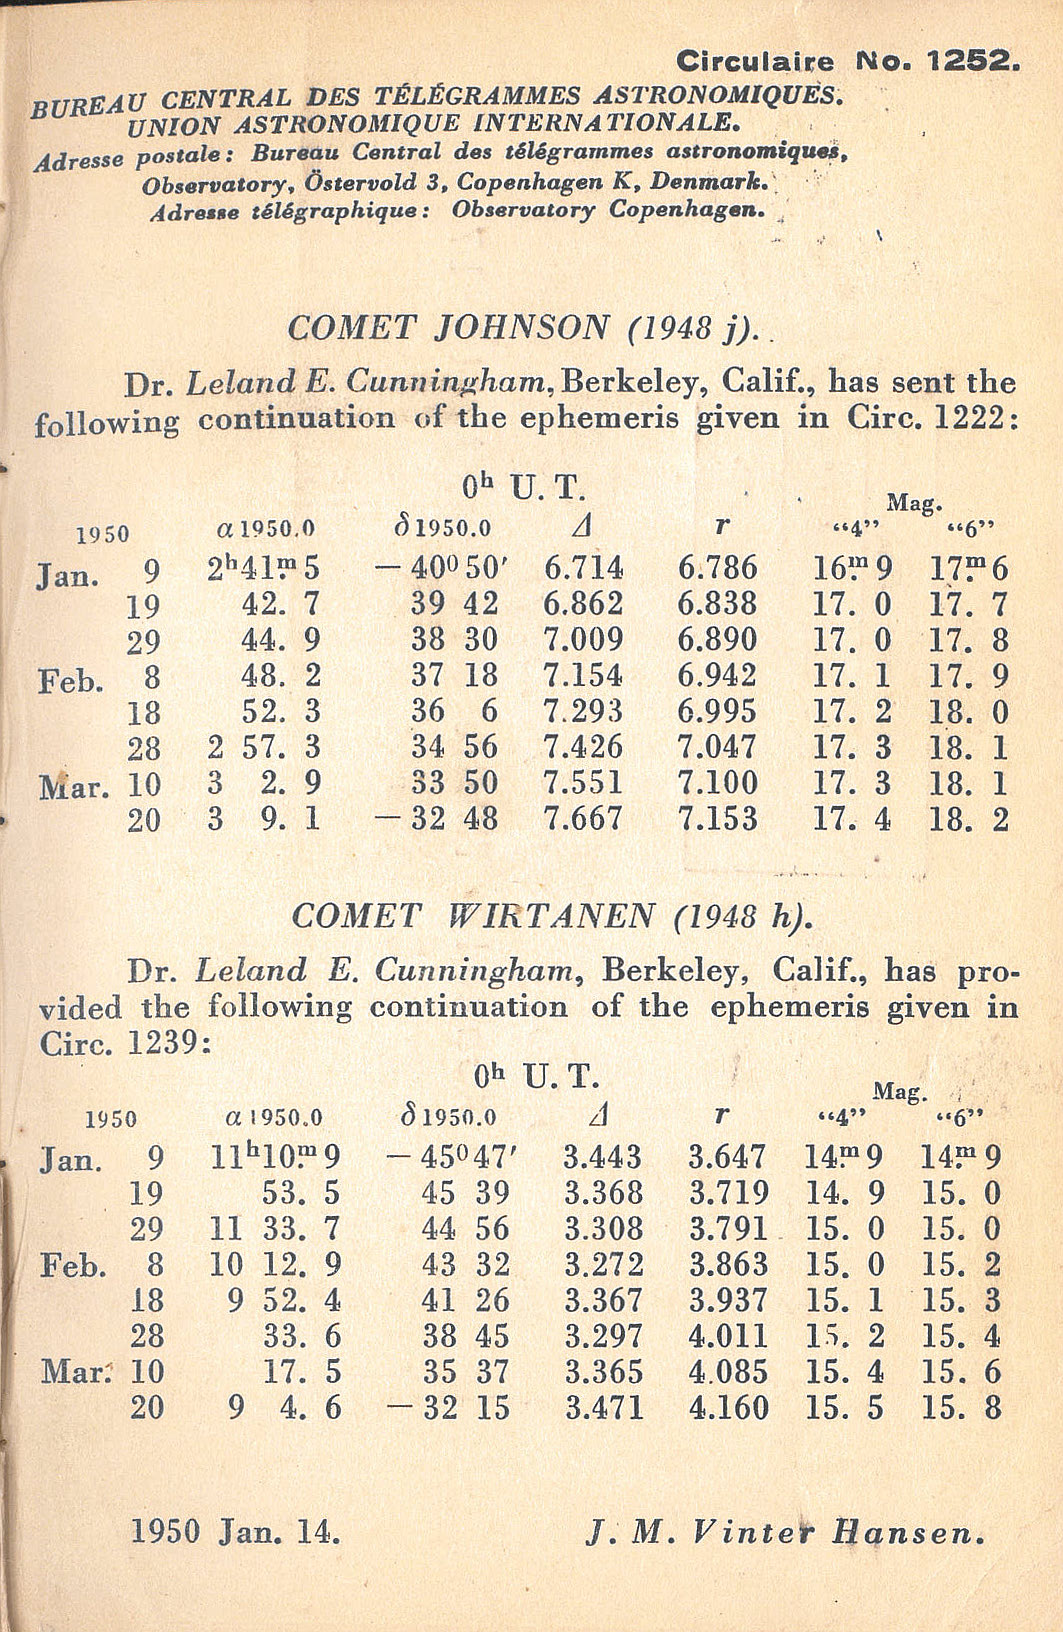 Circulaire No. 1252.
BUREAU CENTRAL DES TÉLÉGRAMMES ASTRONOMIQUES.
UNION ASTRONOMIQUE INTERNATIONALE.
Adresse postale: Bureau Central des télégrammes astronomiques,
Observatory, Östervold 3, Copenhagen K, Denmark.
Adresse télégraphique: Observatory Copenhagen.
COMET JOHNSON (1948 j).
Dr. Leland E. Cunningham, Berkeley, Calif., has sent the
following continuation of the ephemeris given in Circ. 1222:
0ʰ U. T.
Mag.
1950 α 1950.0 δ 1950.0 Δ r “4” “6”
Jan. 9 2ʰ41ᵐ.5 — 40⁰50′ 6.714 6.786 16ᵐ.9 17ᵐ.6
19 42. 7 39 42 6.862 6.838 17. 0 17. 7
29 44. 9 38 30 7.009 6.890 17. 0 17. 8
Feb. 8 48. 2 37 18 7.154 6.942 17. 1 17. 9
18 52. 3 36 6 7.293 6.995 17. 2 18. 0
28 2 57. 3 34 56 7.426 7.047 17. 3 18. 1
Mar. 10 3 2. 9 33 50 7.551 7.100 17. 3 18. 1
20 3 9. 1 — 32 48 7.667 7.153 17. 4 18. 2
COMET WIRTANEN (1948 h).
Dr. Leland E. Cunningham, Berkeley, Calif., has pro-
vided the following continuation of the ephemeris given in
Circ. 1239:
0ʰ U. T.
Mag.
1950 α 1950.0 δ 1950.0 Δ r “4” “6”
Jan. 9 11ʰ10ᵐ.9 — 45⁰47′ 3.443 3.647 14ᵐ.9 14ᵐ.9
19 53. 5 45 39 3.368 3.719 14. 9 15. 0
29 11 33. 7 44 56 3.308 3.791 15. 0 15. 0
Feb. 8 10 12. 9 43 32 3.272 3.863 15. 0 15. 2
18 9 52. 4 41 26 3.367 3.937 15. 1 15. 3
28 33. 6 38 45 3.297 4.011 15. 2 15. 4
Mar. 10 17. 5 35 37 3.365 4.085 15. 4 15. 6
20 9 4. 6 — 32 15 3.471 4.160 15. 5 15. 8
1950 Jan. 14. J. M. Vinter Hansen.